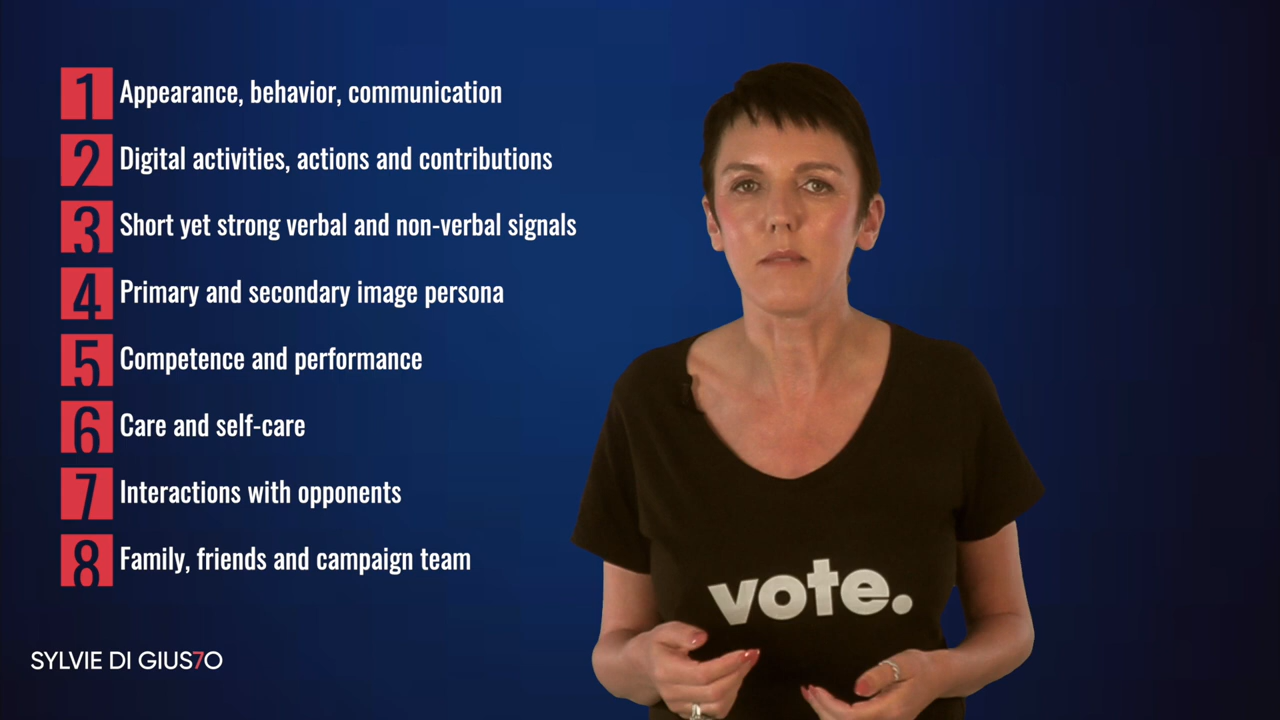 1 Appearance, behavior, communication
2 Digital activities, actions and contributions
3 Short yet strong verbal and non-verbal signals
4 Primary and secondary image persona
5 Competence and performance
6 Care and self-care
7 Interactions with opponents
8 Family, friends and campaign team
vote.
SYLVIE DI GIUS7O